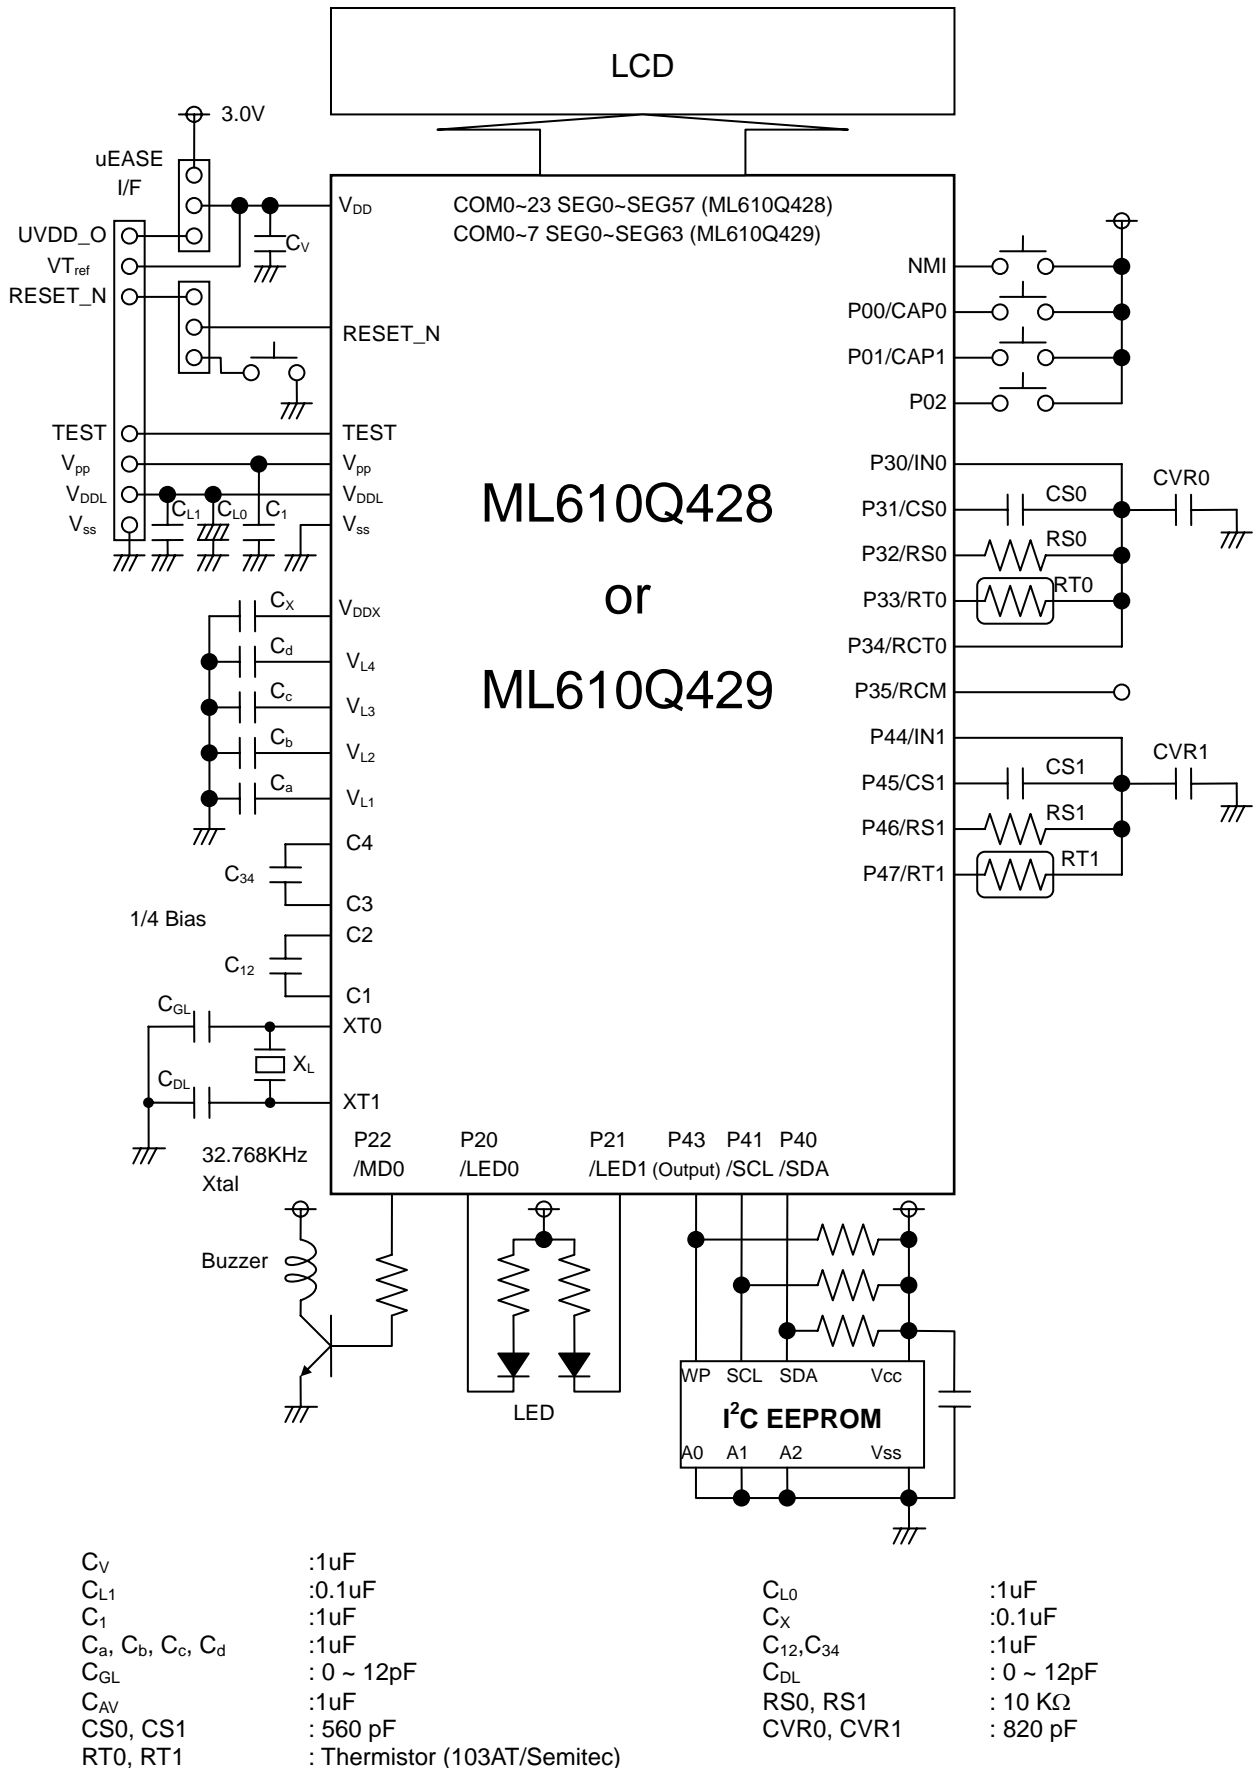 LCD
3.0V
uEASE
I/F
UVDD_O
VTref
RESET_N
TEST
Vpp
VDDL
Vss
CV
VDD
COM0~23 SEG0~SEG57 (ML610Q428)
COM0~7 SEG0~SEG63 (ML610Q429)
RESET_N
TEST
Vpp
VDDL
Vss
CL1
CL0
C1
ML610Q428
or
ML610Q429
NMI
P00/CAP0
P01/CAP1
P02
P30/IN0
P31/CS0
CS0
CVR0
P32/RS0
RS0
P33/RT0
RT0
P34/RCT0
P35/RCM
P44/IN1
P45/CS1
CS1
CVR1
P46/RS1
RS1
P47/RT1
RT1
CX
VDDX
Cd
VL4
Cc
VL3
Cb
VL2
Ca
VL1
C4
C34
C3
1/4 Bias
C2
C12
C1
CGL
XT0
XL
CDL
XT1
32.768KHz
Xtal
P22
/MD0
P20
/LED0
P21
/LED1
P43
(Output)
P41
/SCL
P40
/SDA
Buzzer
LED
WP SCL SDA Vcc
I²C EEPROM
A0 A1 A2 Vss
CV :1uF
CL1 :0.1uF
C1 :1uF
Ca, Cb, Cc, Cd :1uF
CGL : 0 ~ 12pF
CAV :1uF
CS0, CS1 : 560 pF
RT0, RT1 : Thermistor (103AT/Semitec)
CL0 :1uF
CX :0.1uF
C12,C34 :1uF
CDL : 0 ~ 12pF
RS0, RS1 : 10 KΩ
CVR0, CVR1 : 820 pF